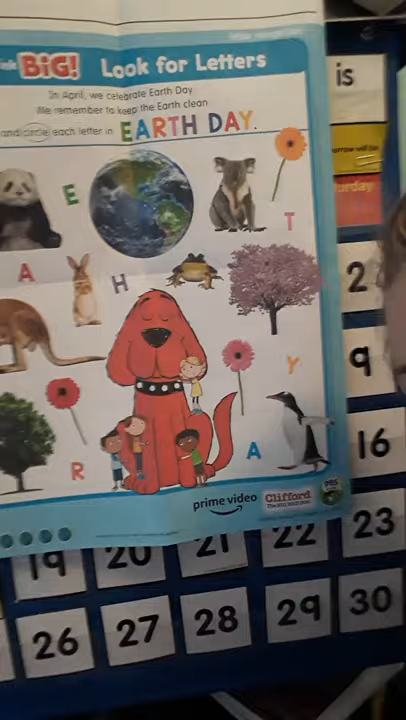 BiG! Look for Letters
In April, we celebrate Earth Day
We remember to keep the Earth clean
and circle each letter in EARTH DAY.
is
E
T
A
H
2
9
Y
R
A
16
prime video
Clifford
PBS
19 20 21 22 23
26 27 28 29 30